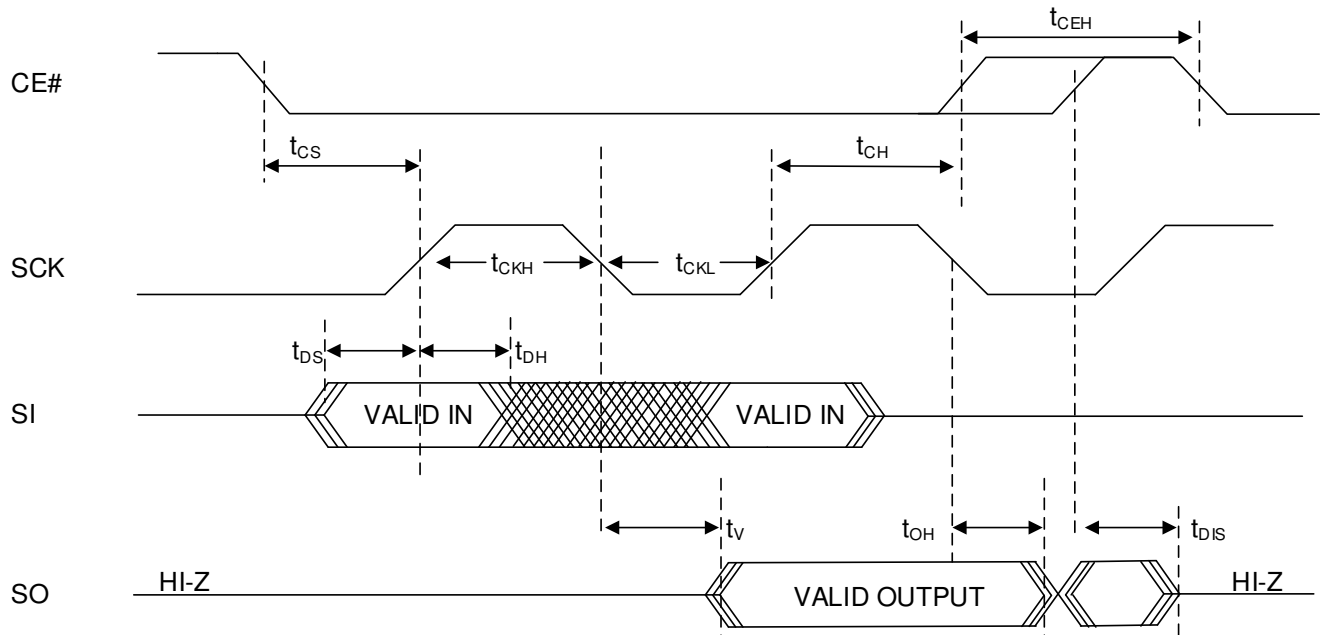 tCEH
CE#
tCS
tCH
SCK
tCKH
tCKL
tDS
tDH
SI
VALID IN
VALID IN
tV
tOH
tDIS
SO
HI-Z
VALID OUTPUT
HI-Z